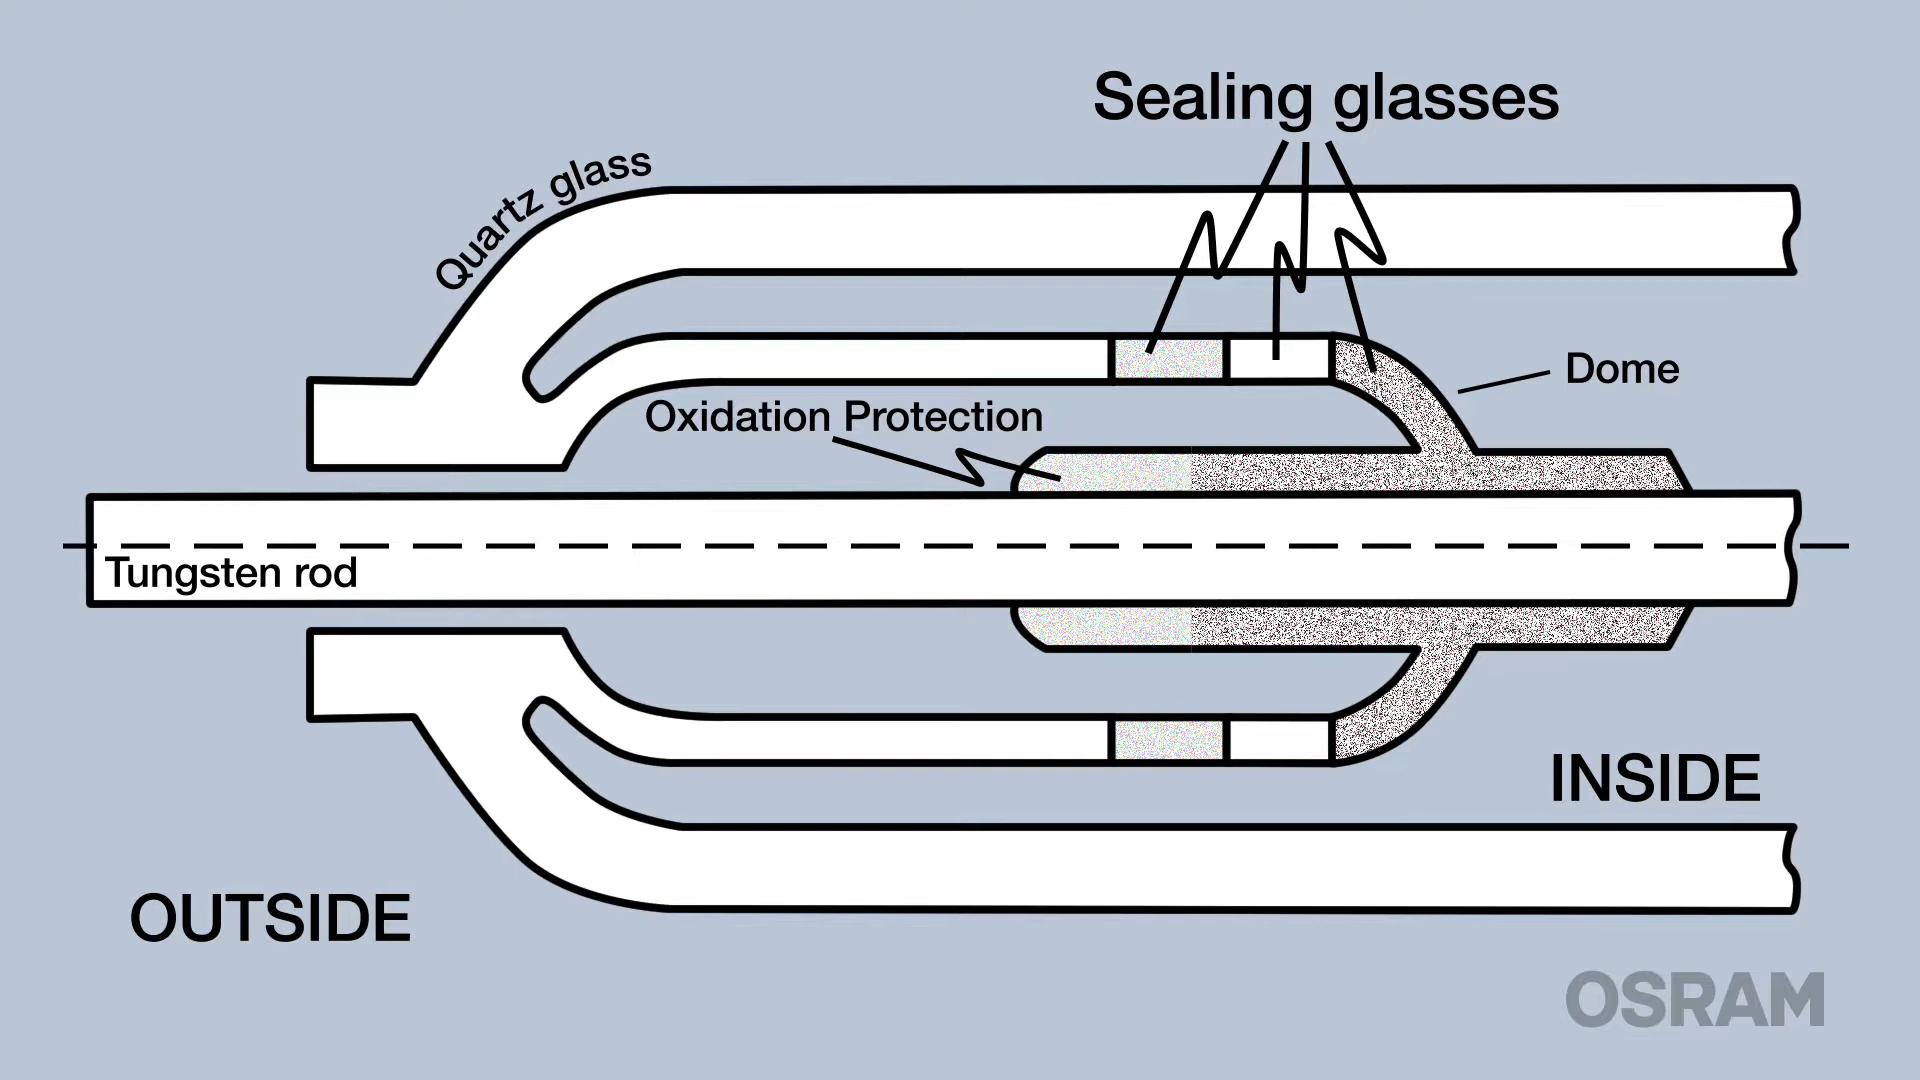 Sealing glasses
Quartz glass
Dome
Oxidation Protection
Tungsten rod
INSIDE
OUTSIDE
OSRAM